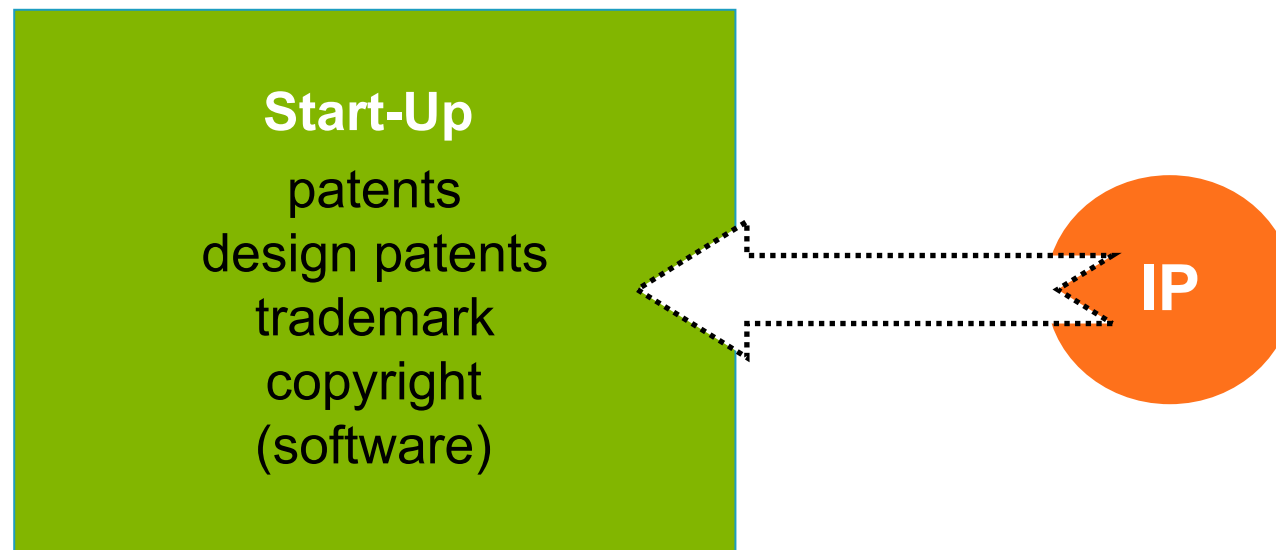 Start-Up
patents
design patents
trademark
copyright
(software)
IP